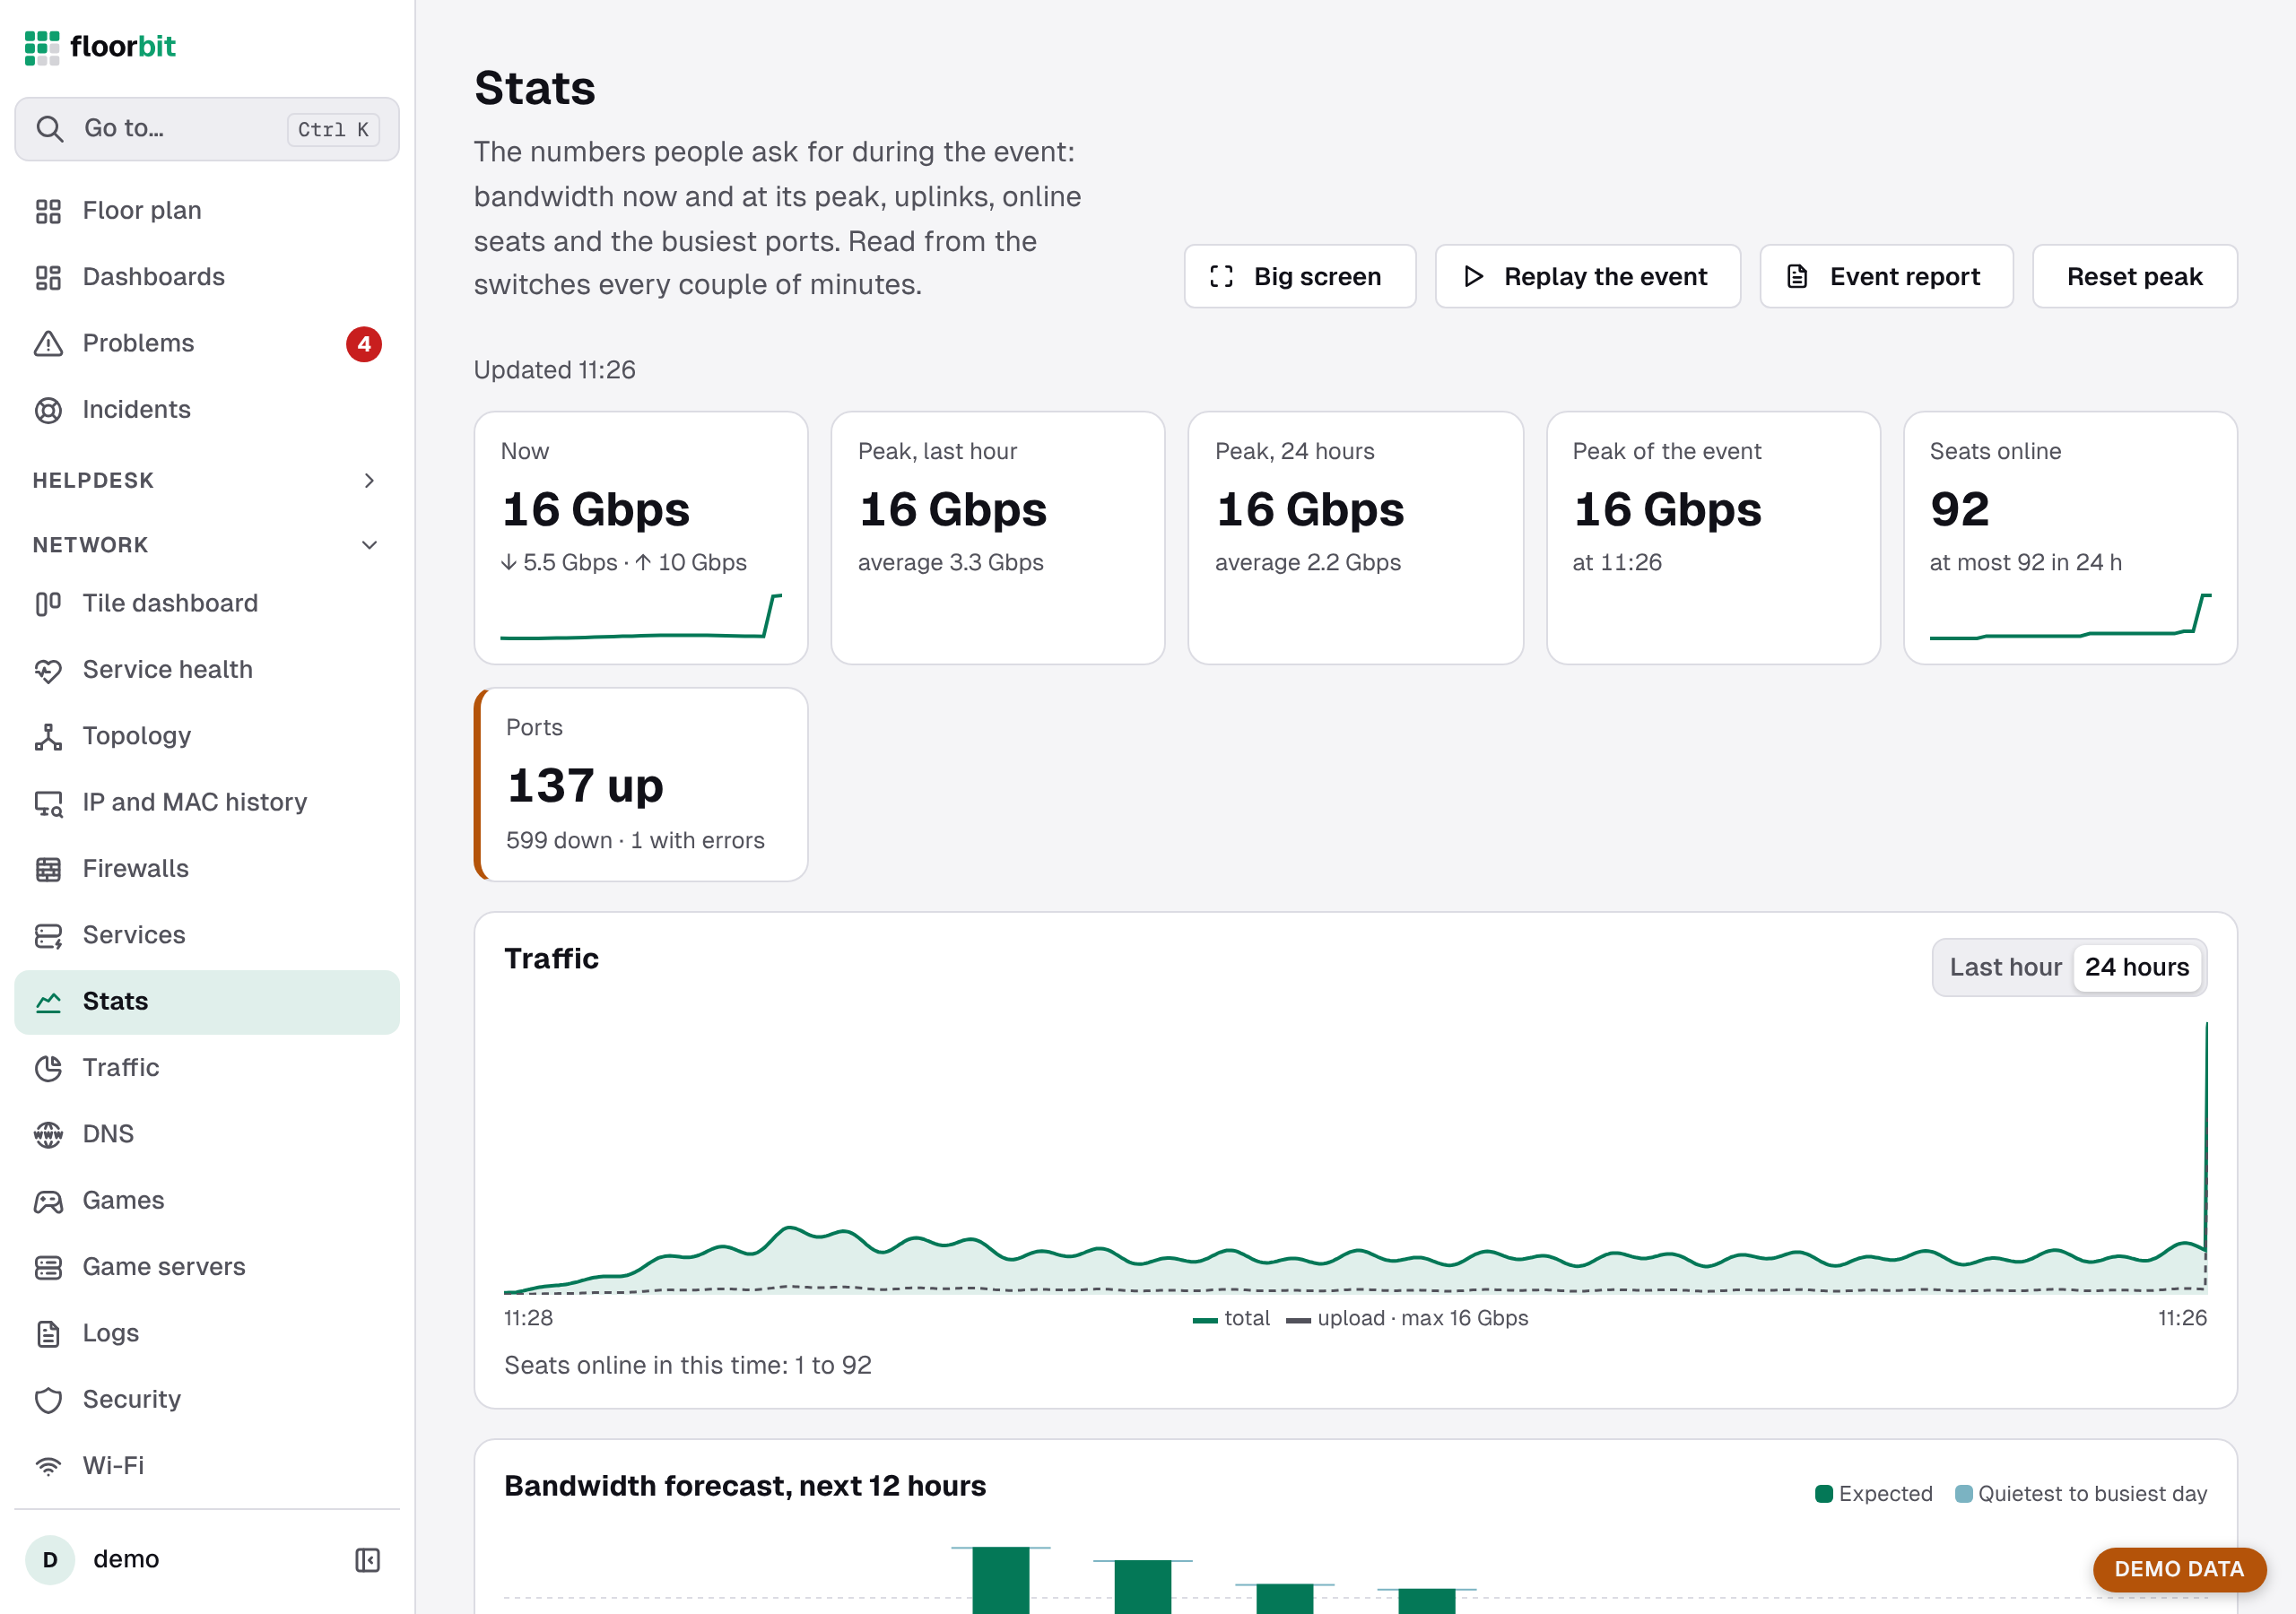 floorbit
Go to...
Ctrl K
Floor plan
Dashboards
Problems
4
Incidents
HELPDESK
NETWORK
Tile dashboard
Service health
Topology
IP and MAC history
Firewalls
Services
Stats
Traffic
DNS
Games
Game servers
Logs
Security
Wi-Fi
D
demo
Stats
The numbers people ask for during the event:
bandwidth now and at its peak, uplinks, online
seats and the busiest ports. Read from the
switches every couple of minutes.
Big screen
Replay the event
Event report
Reset peak
Updated 11:26
Now
16 Gbps
↓ 5.5 Gbps · ↑ 10 Gbps
Peak, last hour
16 Gbps
average 3.3 Gbps
Peak, 24 hours
16 Gbps
average 2.2 Gbps
Peak of the event
16 Gbps
at 11:26
Seats online
92
at most 92 in 24 h
Ports
137 up
599 down · 1 with errors
Traffic
Last hour
24 hours
11:28
total
upload · max 16 Gbps
11:26
Seats online in this time: 1 to 92
Bandwidth forecast, next 12 hours
Expected
Quietest to busiest day
DEMO DATA